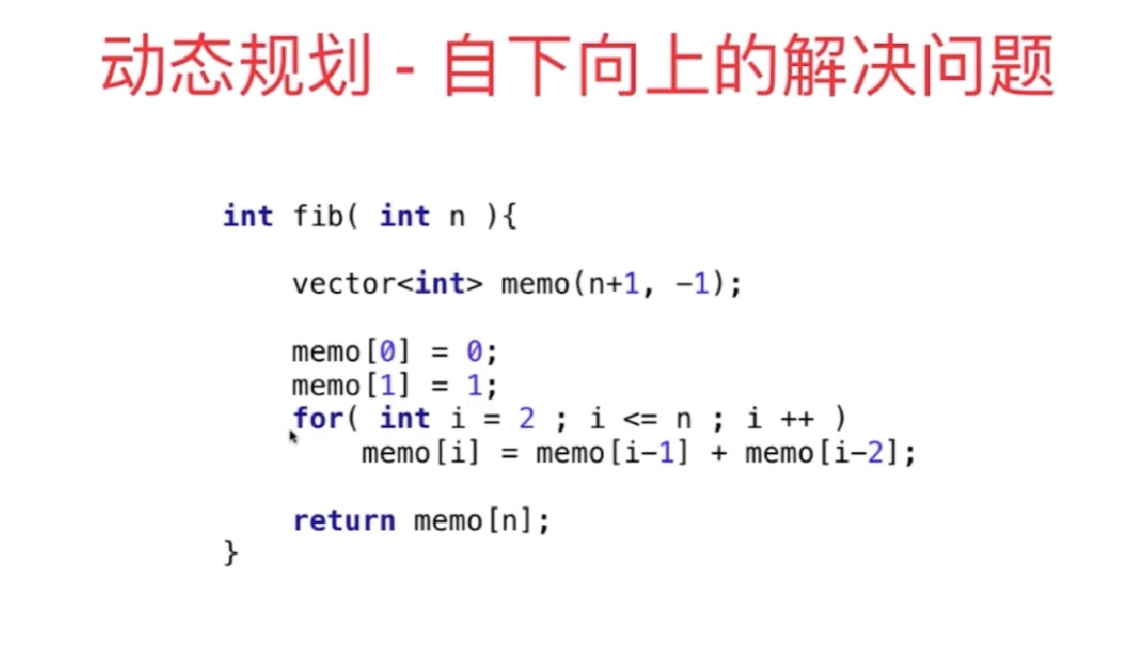 动态规划 - 自下向上的解决问题
int fib( int n ){
vector<int> memo(n+1, -1);
memo[0] = 0;
memo[1] = 1;
for( int i = 2 ; i <= n ; i ++ )
memo[i] = memo[i-1] + memo[i-2];
return memo[n];
}